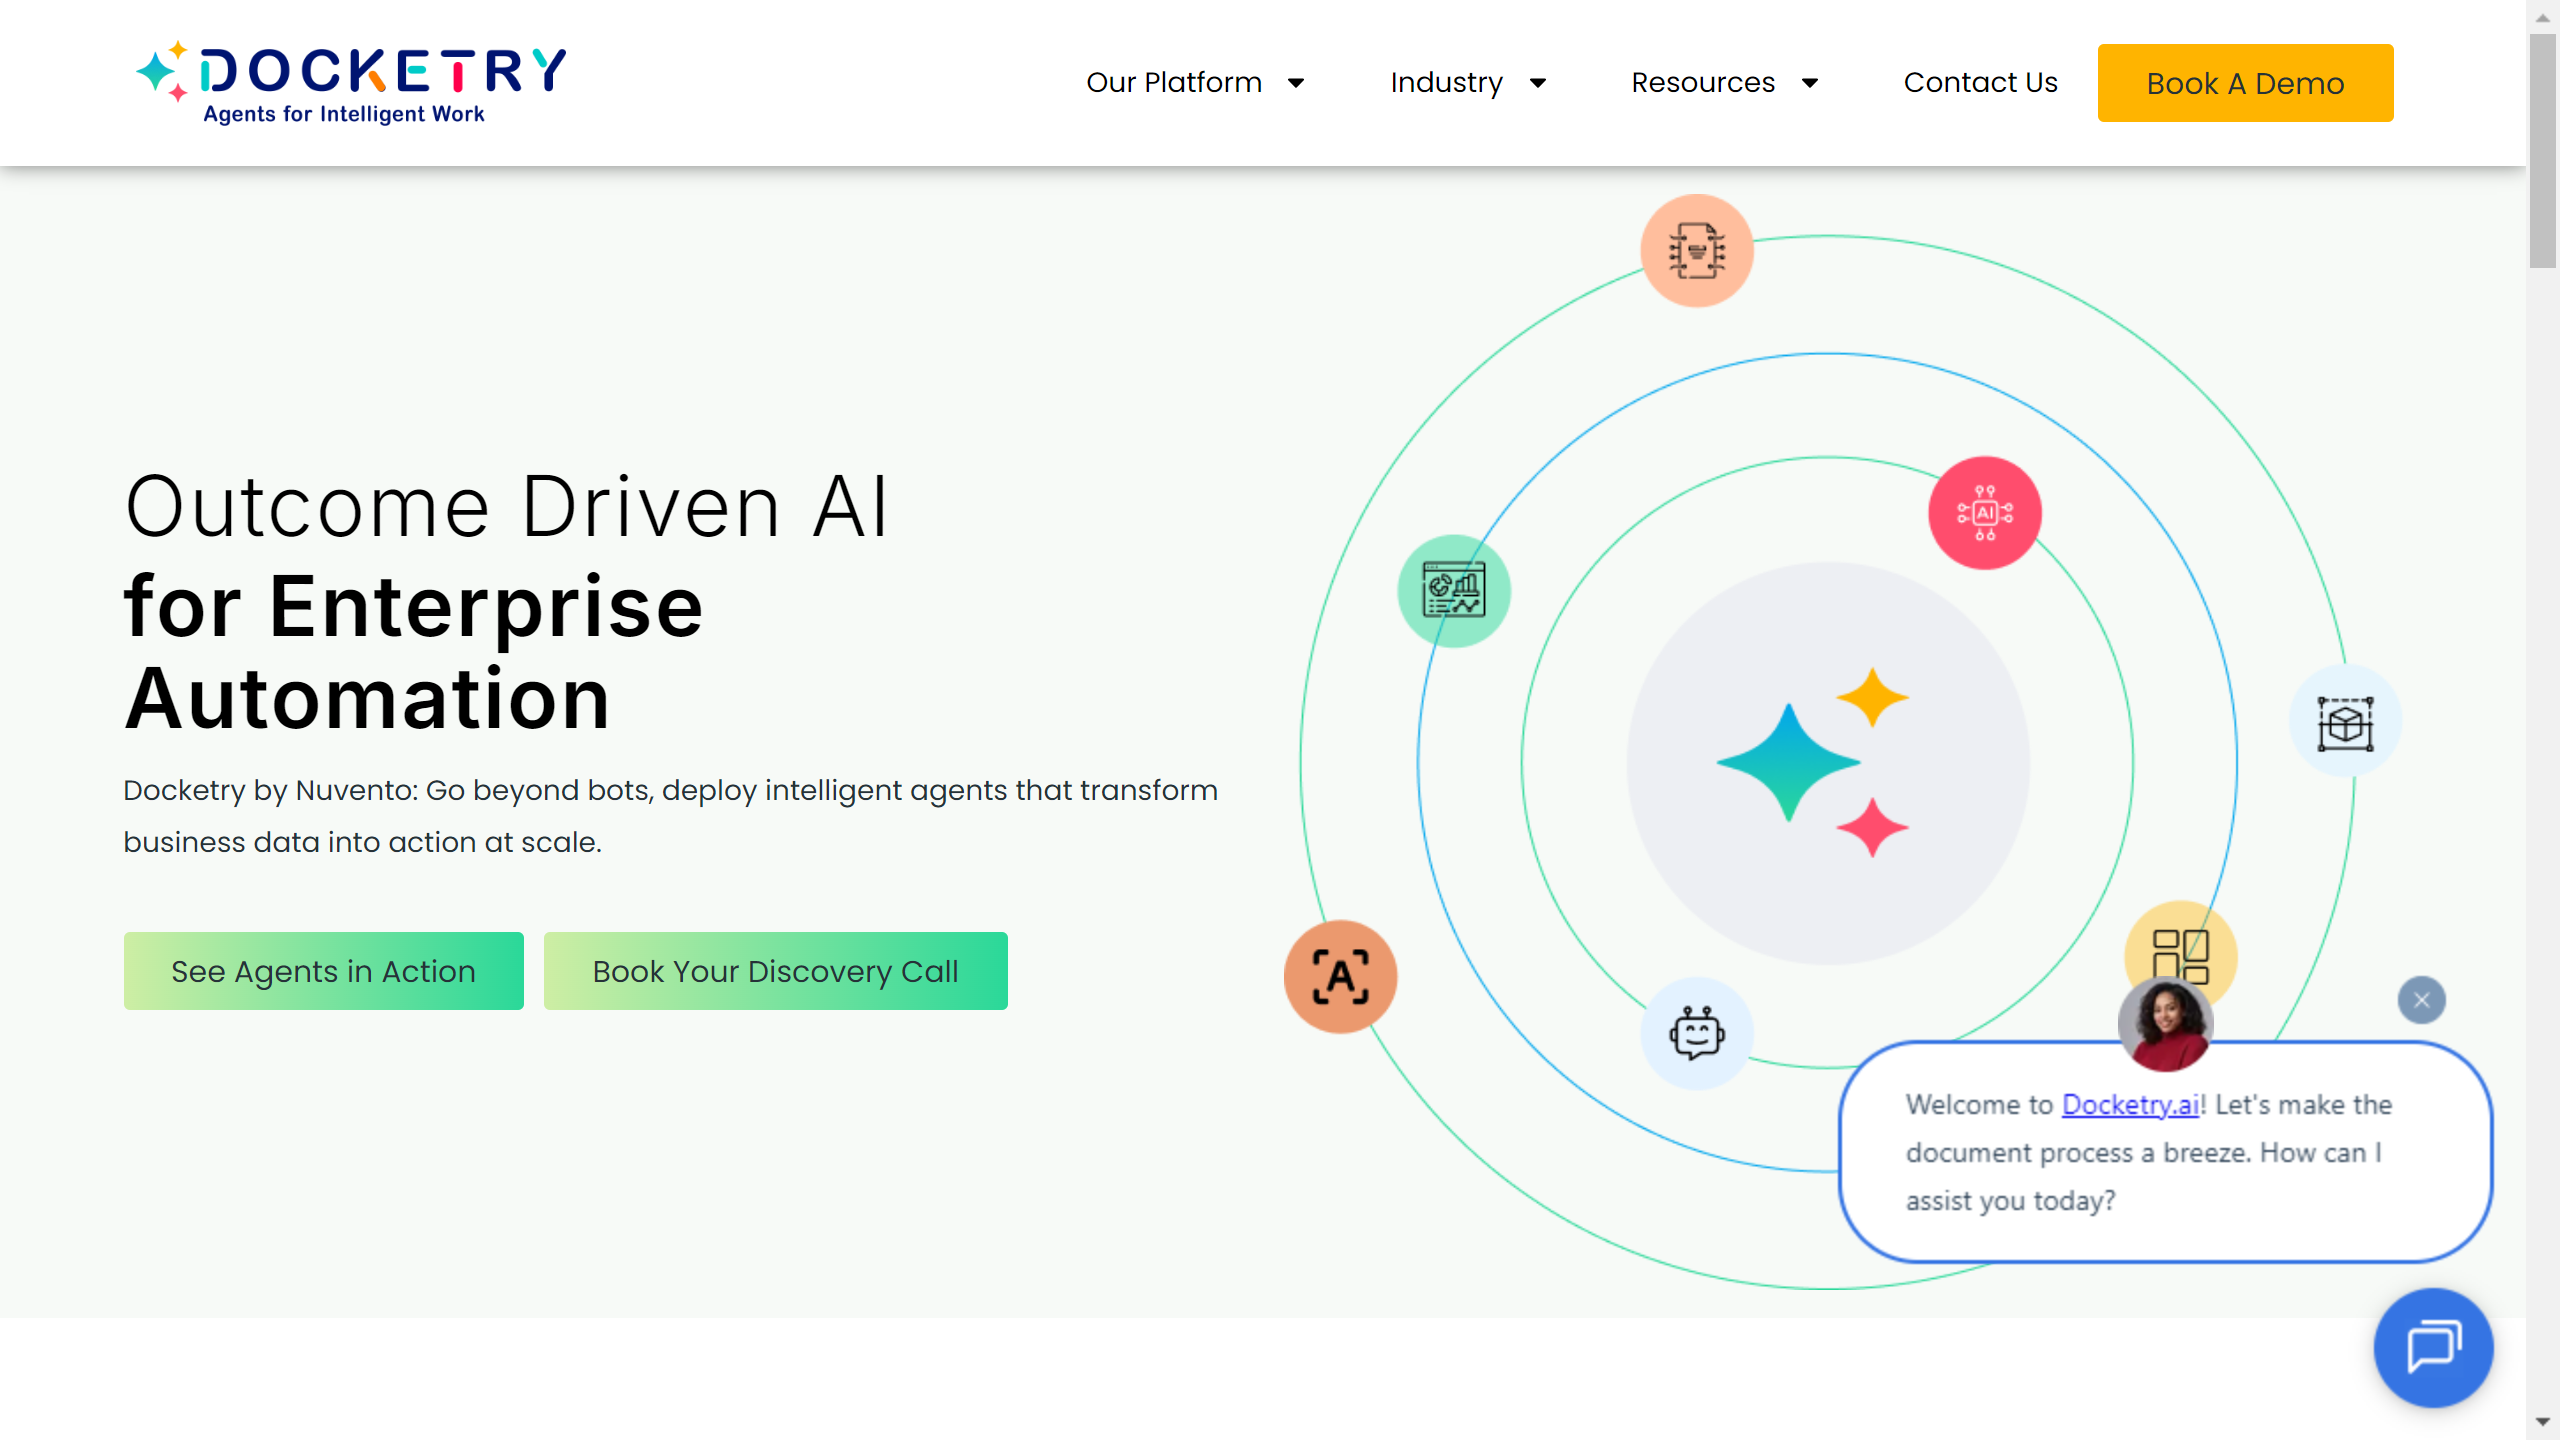 DOCKETRY
Agents for Intelligent Work
Our Platform
Industry
Resources
Contact Us
Book A Demo
Outcome Driven AI
for Enterprise
Automation
Docketry by Nuvento: Go beyond bots, deploy intelligent agents that transform
business data into action at scale.
See Agents in Action
Book Your Discovery Call
AI
A
Welcome to Docketry.ai! Let's make the
document process a breeze. How can I
assist you today?